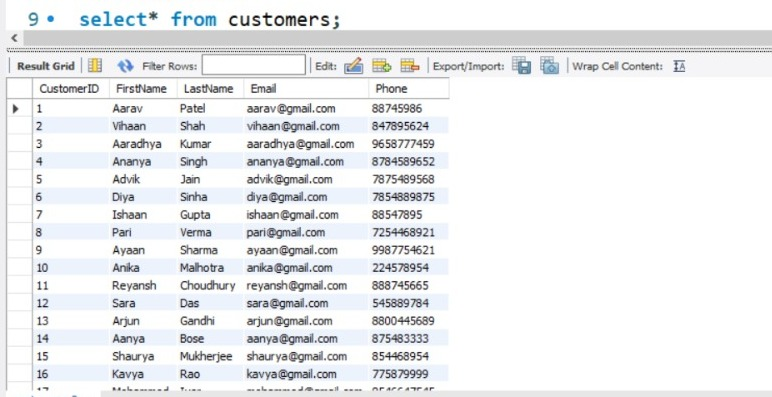 9 select* from customers;
Result Grid Filter Rows: Edit: Export/Import: Wrap Cell Content:
CustomerID FirstName LastName Email Phone
1 Aarav Patel aarav@gmail.com 88745986
2 Vihaan Shah vihaan@gmail.com 847895624
3 Aaradhya Kumar aaradhya@gmail.com 9658777459
4 Ananya Singh ananya@gmail.com 8784589652
5 Advik Jain advik@gmail.com 7875489568
6 Diya Sinha diya@gmail.com 7854889875
7 Ishaan Gupta ishaan@gmail.com 88547895
8 Pari Verma pari@gmail.com 7254468921
9 Ayaan Sharma ayaan@gmail.com 9987754621
10 Anika Malhotra anika@gmail.com 224578954
11 Reyansh Choudhury reyansh@gmail.com 888745665
12 Sara Das sara@gmail.com 545889784
13 Arjun Gandhi arjun@gmail.com 8800445689
14 Aanya Bose aanya@gmail.com 875483333
15 Shaurya Mukherjee shaurya@gmail.com 854468954
16 Kavya Rao kavya@gmail.com 775879999